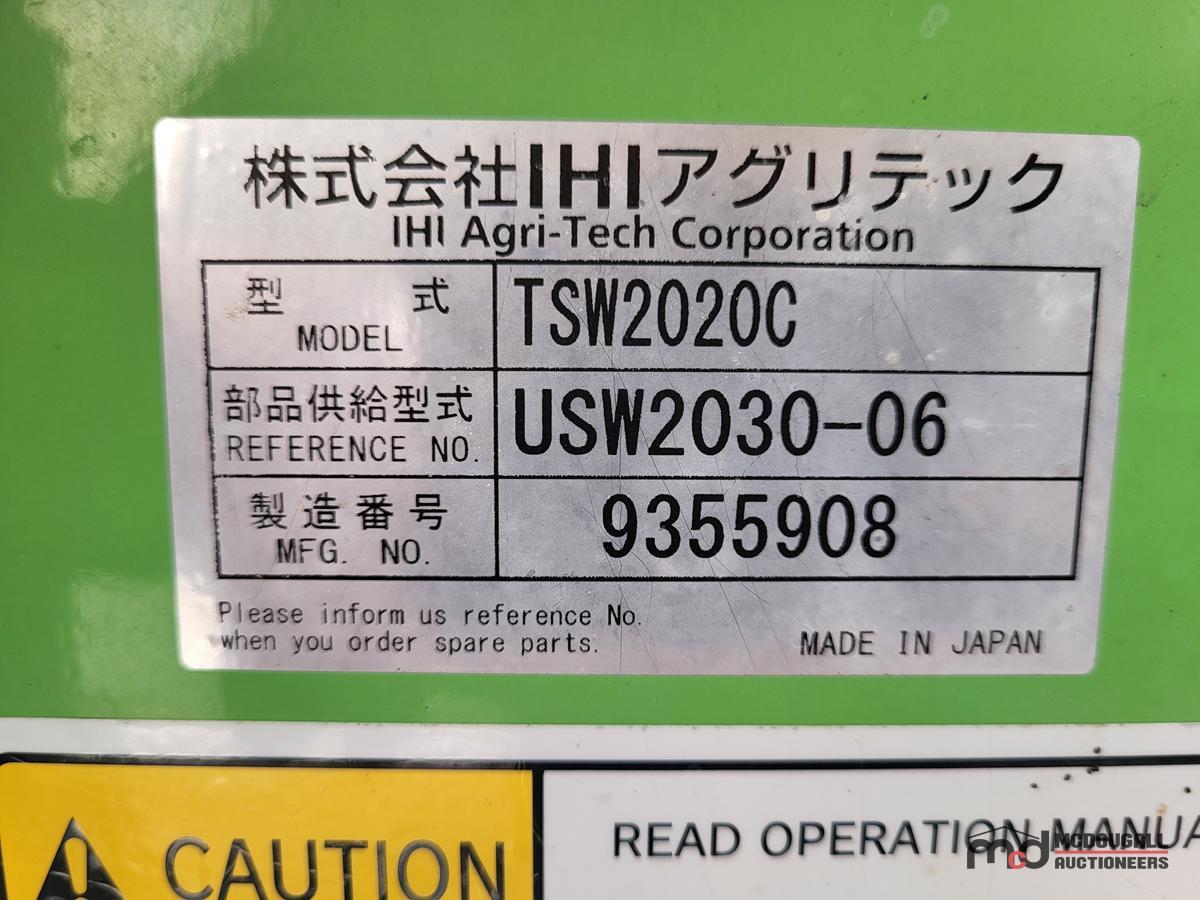 株式会社IHIアグリテック
IHI Agri-Tech Corporation
型 式 TSW2020C
MODEL
部品供給型式 USW2030-06
REFERENCE NO.
製造番号 9355908
MFG. NO.
Please inform us reference No.
when you order spare parts.
MADE IN JAPAN
CAUTION
READ OPERATION MANUA
mcd MCDOUGALL
AUCTIONEERS